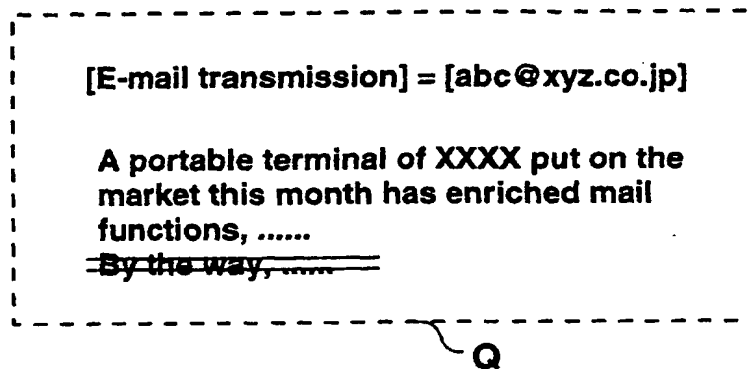 [E-mail transmission] = [abc@xyz.co.jp]
A portable terminal of XXXX put on the
market this month has enriched mail
functions, ......
By the way, ......
Q